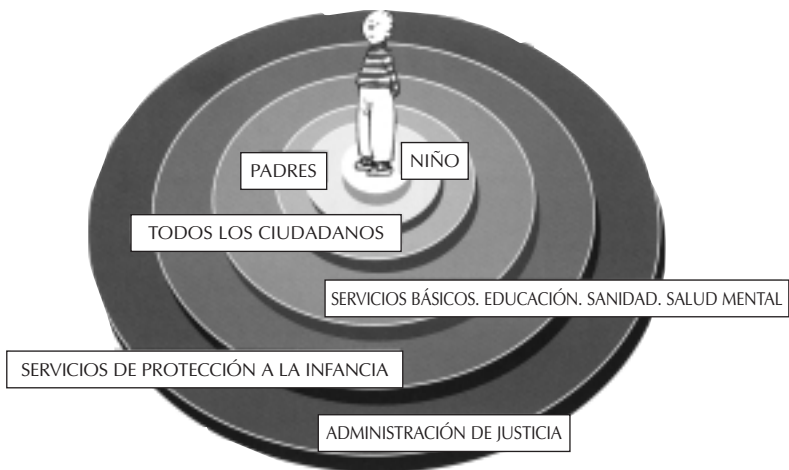 NIÑO
PADRES
TODOS LOS CIUDADANOS
SERVICIOS BÁSICOS. EDUCACIÓN. SANIDAD. SALUD MENTAL
SERVICIOS DE PROTECCIÓN A LA INFANCIA
ADMINISTRACIÓN DE JUSTICIA